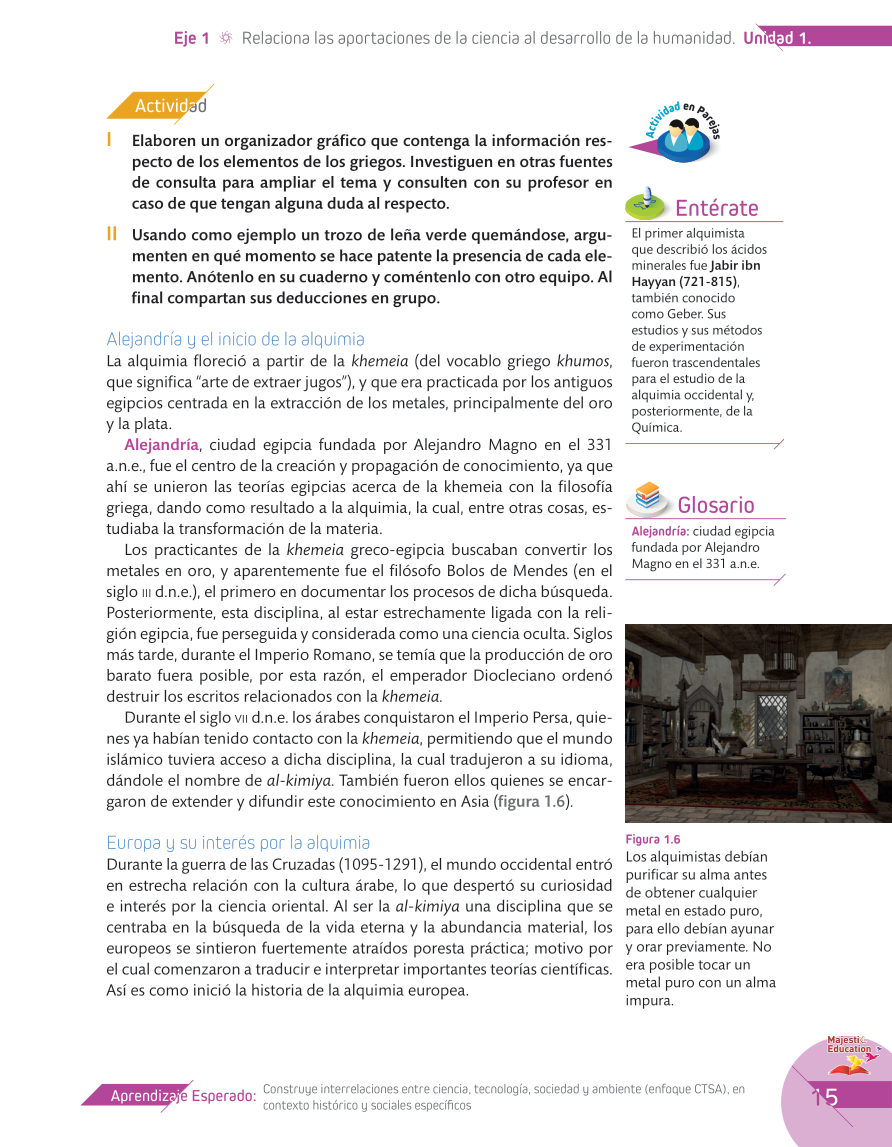 Eje 1 Relaciona las aportaciones de la ciencia al desarrollo de la humanidad. Unidad 1.
Actividad
I Elaboren un organizador gráfico que contenga la información res-
pecto de los elementos de los griegos. Investiguen en otras fuentes
de consulta para ampliar el tema y consulten con su profesor en
caso de que tengan alguna duda al respecto.
II Usando como ejemplo un trozo de leña verde quemándose, argu-
menten en qué momento se hace patente la presencia de cada ele-
mento. Anótenlo en su cuaderno y coméntenlo con otro equipo. Al
final compartan sus deducciones en grupo.
Alejandría y el inicio de la alquimia
La alquimia floreció a partir de la khemeia (del vocablo griego khumos,
que significa “arte de extraer jugos”), y que era practicada por los antiguos
egipcios centrada en la extracción de los metales, principalmente del oro
y la plata.
Alejandría, ciudad egipcia fundada por Alejandro Magno en el 331
a.n.e., fue el centro de la creación y propagación de conocimiento, ya que
ahí se unieron las teorías egipcias acerca de la khemeia con la filosofía
griega, dando como resultado a la alquimia, la cual, entre otras cosas, es-
tudiaba la transformación de la materia.
Los practicantes de la khemeia greco-egipcia buscaban convertir los
metales en oro, y aparentemente fue el filósofo Bolos de Mendes (en el
siglo III d.n.e.), el primero en documentar los procesos de dicha búsqueda.
Posteriormente, esta disciplina, al estar estrechamente ligada con la reli-
gión egipcia, fue perseguida y considerada como una ciencia oculta. Siglos
más tarde, durante el Imperio Romano, se temía que la producción de oro
barato fuera posible, por esta razón, el emperador Diocleciano ordenó
destruir los escritos relacionados con la khemeia.
Durante el siglo VII d.n.e. los árabes conquistaron el Imperio Persa, quie-
nes ya habían tenido contacto con la khemeia, permitiendo que el mundo
islámico tuviera acceso a dicha disciplina, la cual tradujeron a su idioma,
dándole el nombre de al-kimiya. También fueron ellos quienes se encar-
garon de extender y difundir este conocimiento en Asia (figura 1.6).
Europa y su interés por la alquimia
Durante la guerra de las Cruzadas (1095-1291), el mundo occidental entró
en estrecha relación con la cultura árabe, lo que despertó su curiosidad
e interés por la ciencia oriental. Al ser la al-kimiya una disciplina que se
centraba en la búsqueda de la vida eterna y la abundancia material, los
europeos se sintieron fuertemente atraídos poresta práctica; motivo por
el cual comenzaron a traducir e interpretar importantes teorías científicas.
Así es como inició la historia de la alquimia europea.
Actividad en Parejas
Entérate
El primer alquimista
que describió los ácidos
minerales fue Jabir ibn
Hayyan (721-815),
también conocido
como Geber. Sus
estudios y sus métodos
de experimentación
fueron trascendentales
para el estudio de la
alquimia occidental y,
posteriormente, de la
Química.
Glosario
Alejandría: ciudad egipcia
fundada por Alejandro
Magno en el 331 a.n.e.
Figura 1.6
Los alquimistas debían
purificar su alma antes
de obtener cualquier
metal en estado puro,
para ello debían ayunar
y orar previamente. No
era posible tocar un
metal puro con un alma
impura.
Majestic
Education
Aprendizaje Esperado: Construye interrelaciones entre ciencia, tecnología, sociedad y ambiente (enfoque CTSA), en
contexto histórico y sociales específicos
15